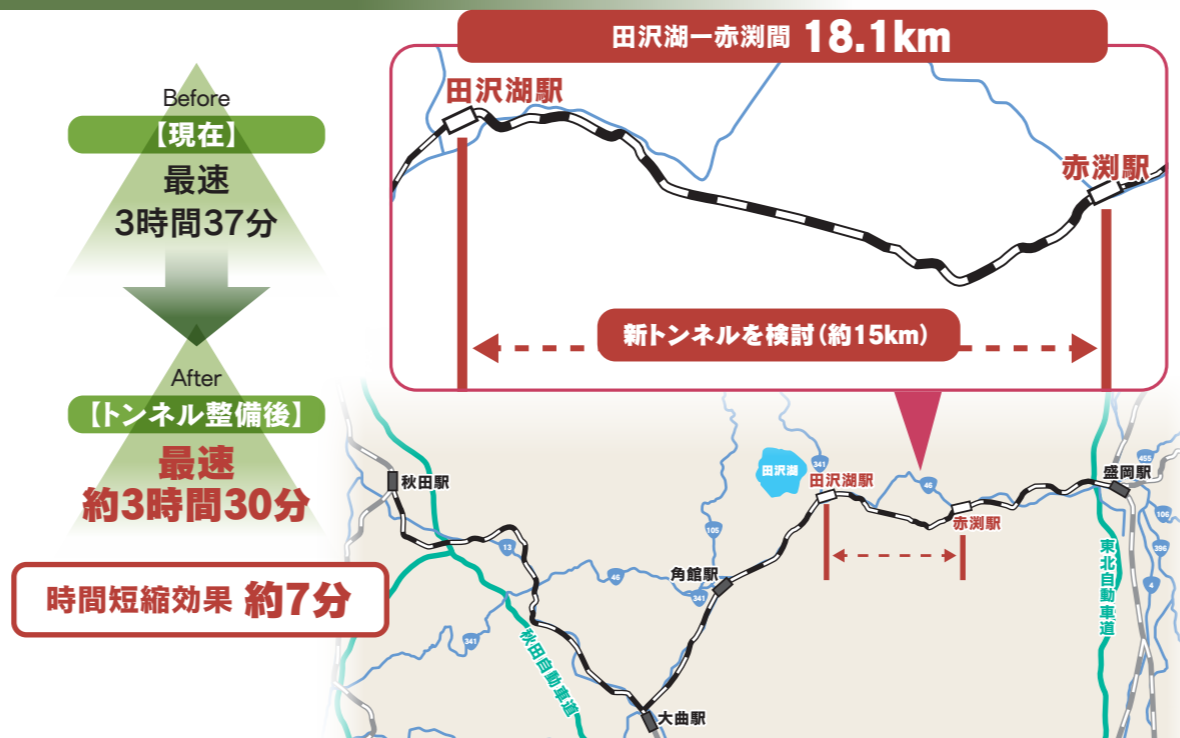 田沢湖ー赤渕間 18.1km
Before
【現在】
最速
3時間37分
After
【トンネル整備後】
最速
約3時間30分
時間短縮効果 約7分
田沢湖駅
赤渕駅
新トンネルを検討(約15km)
秋田駅
田沢湖
341
田沢湖駅
46
赤渕駅
盛岡駅
455
106
396
4
東北自動車道
105
13
46
角館駅
341
341
秋田自動車道
大曲駅